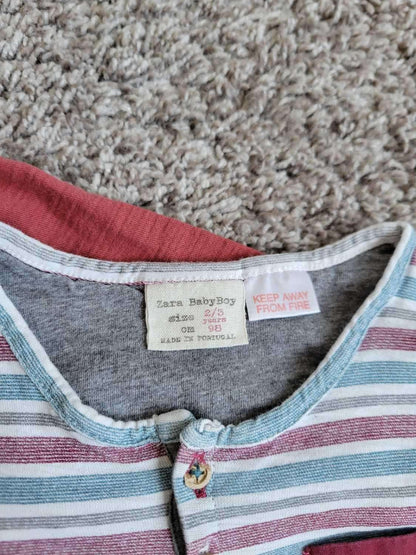 Zara BabyBoy
size 2/3 years
CM 98
MADE IN PORTUGAL
KEEP AWAY
FROM FIRE